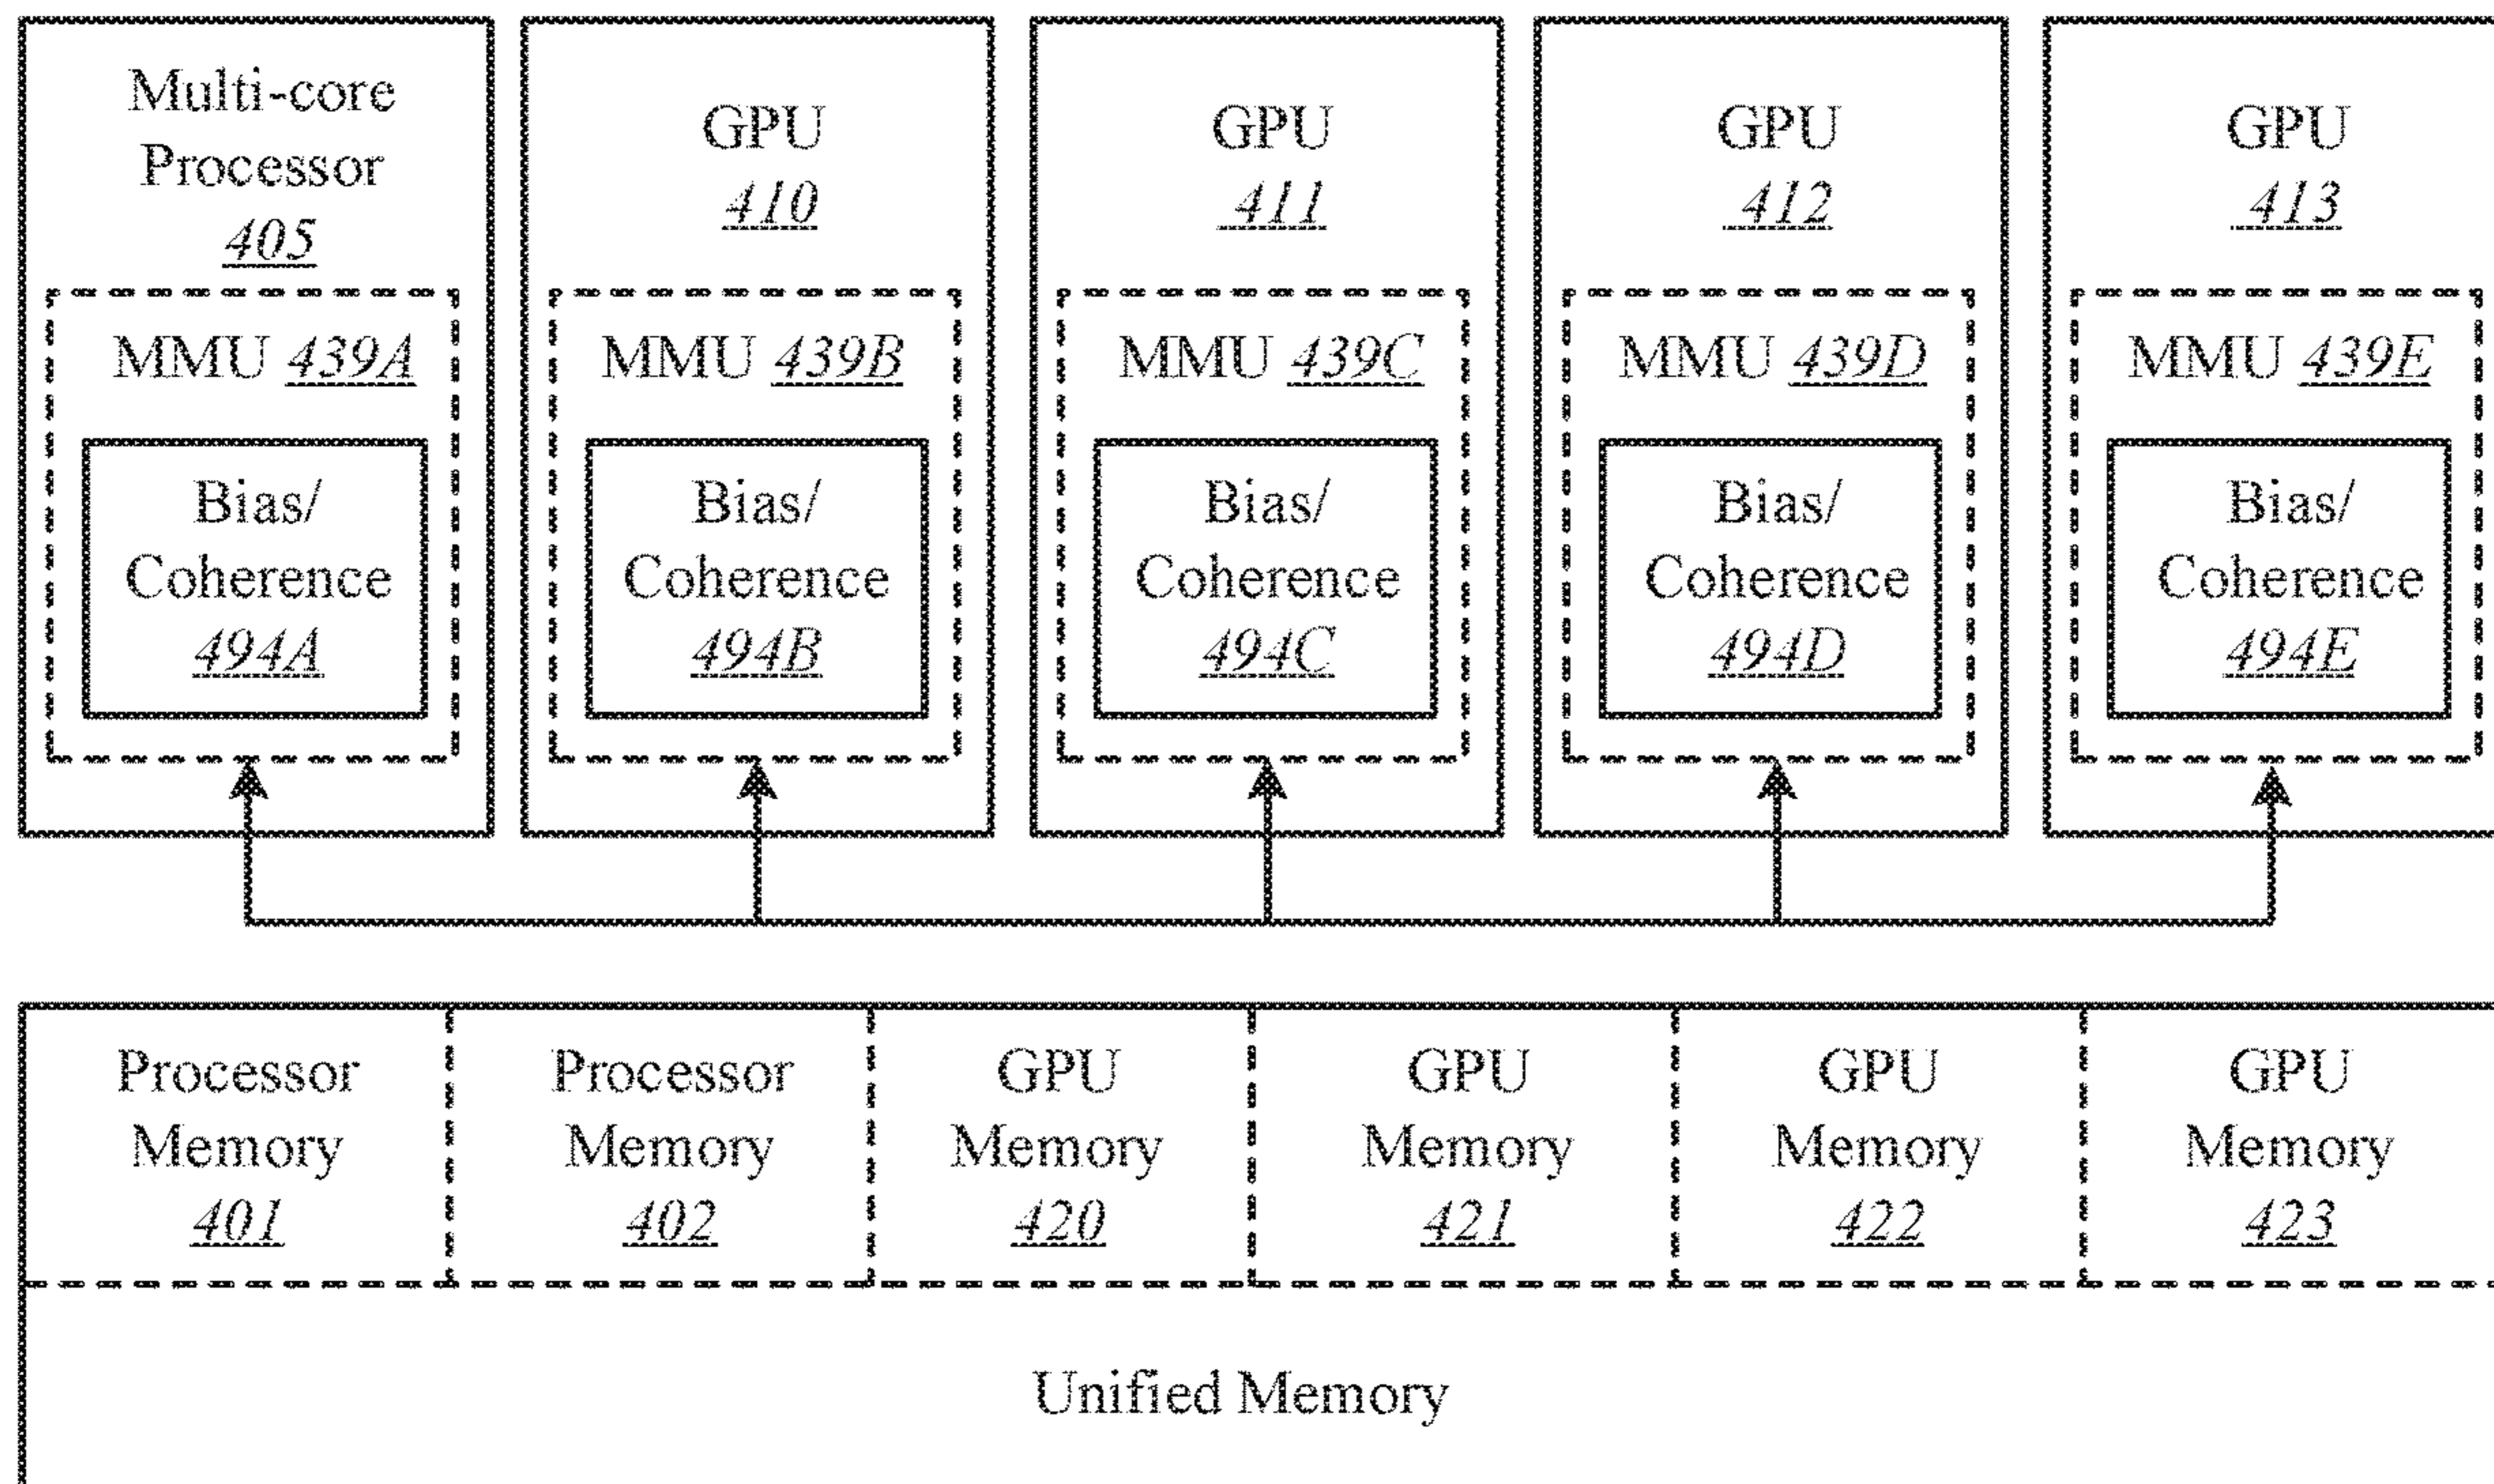 Multi-core
Processor
405
MMU 439A
Bias/
Coherence
494A
GPU
410
MMU 439B
Bias/
Coherence
494B
GPU
411
MMU 439C
Bias/
Coherence
494C
GPU
412
MMU 439D
Bias/
Coherence
494D
GPU
413
MMU 439E
Bias/
Coherence
494E
Processor
Memory
401
Processor
Memory
402
GPU
Memory
420
GPU
Memory
421
GPU
Memory
422
GPU
Memory
423
Unified Memory